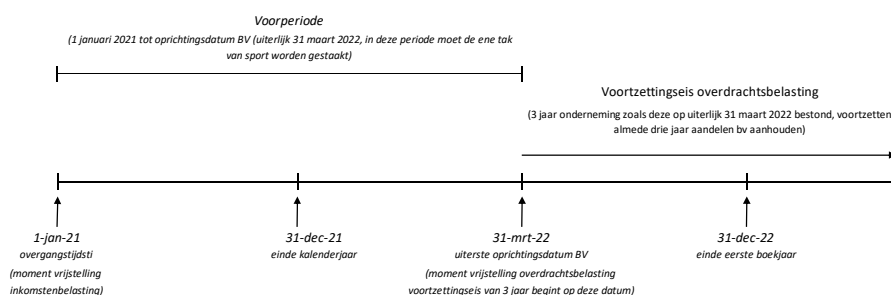 Voorperiode
(1 januari 2021 tot oprichtingsdatum BV (uiterlijk 31 maart 2022, in deze periode moet de ene tak
van sport worden gestaakt)
Voortzettingseis overdrachtsbelasting
(3 jaar onderneming zoals deze op uiterlijk 31 maart 2022 bestond, voortzetten
almede drie jaar aandelen bv aanhouden)
1-jan-21
overgangstijdsti
(moment vrijstelling
inkomstenbelasting)
31-dec-21
einde kalenderjaar
31-mrt-22
uiterste oprichtingsdatum BV
(moment vrijstelling overdrachtsbelasting
voortzettingseis van 3 jaar begint op deze datum)
31-dec-22
einde eerste boekjaar